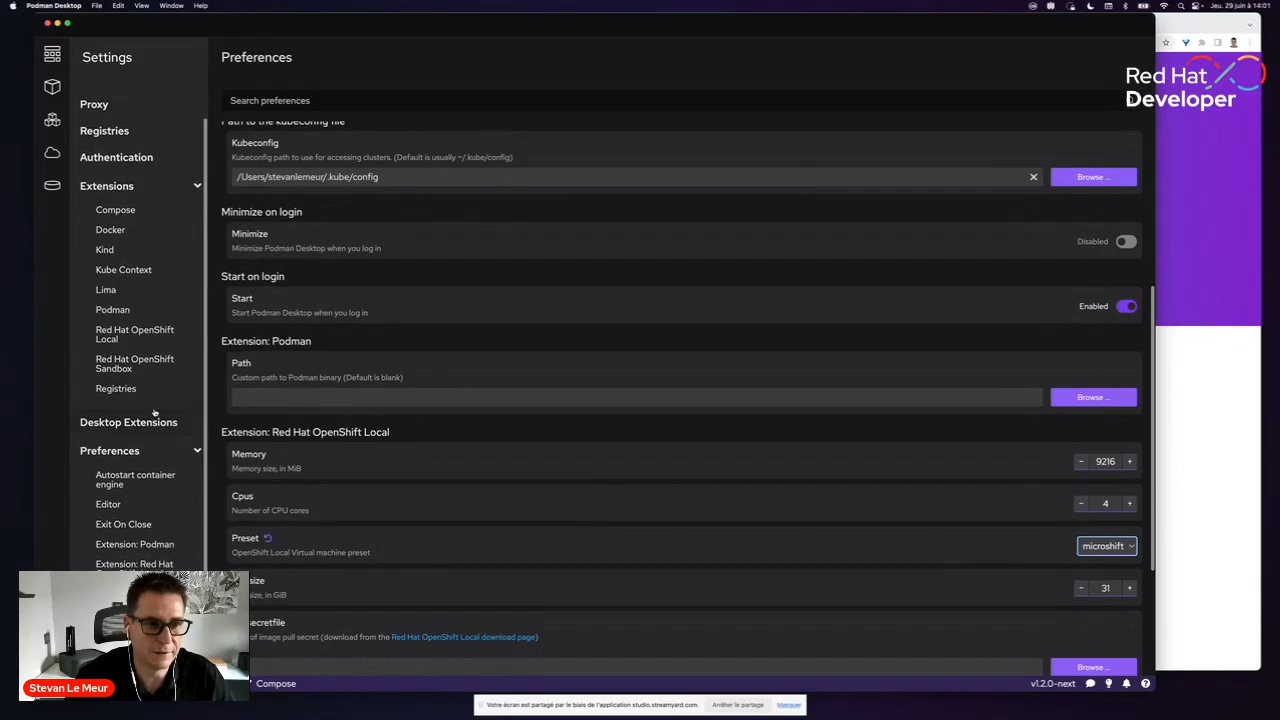 Podman Desktop File Edit View Window Help
Jeu. 29 juin à 14:01
Settings
Proxy
Registries
Authentication
Extensions
Compose
Docker
Kind
Kube Context
Lima
Podman
Red Hat OpenShift
Local
Red Hat OpenShift
Sandbox
Registries
Desktop Extensions
Preferences
Autostart container
engine
Editor
Exit On Close
Extension: Podman
Extension: Red Hat
Preferences
Search preferences
Path to the kubeconfig file
Kubeconfig
Kubeconfig path to use for accessing clusters. (Default is usually ~/.kube/config)
/Users/stevanlemeur/.kube/config
Browse ...
Minimize on login
Minimize
Minimize Podman Desktop when you log in
Disabled
Start on login
Start
Start Podman Desktop when you log in
Enabled
Extension: Podman
Path
Custom path to Podman binary (Default is blank)
Browse ...
Extension: Red Hat OpenShift Local
Memory
Memory size, in MiB
− 9216 +
Cpus
Number of CPU cores
− 4 +
Preset
OpenShift Local Virtual machine preset
microshift
size
size, in GiB
− 31 +
secretfile
of image pull secret (download from the Red Hat OpenShift Local download page)
Browse ...
Compose
v1.2.0-next
Red Hat
Developer
Stevan Le Meur
Votre écran est partagé par le biais de l'application studio.streamyard.com.
Arrêter le partage
Masquer